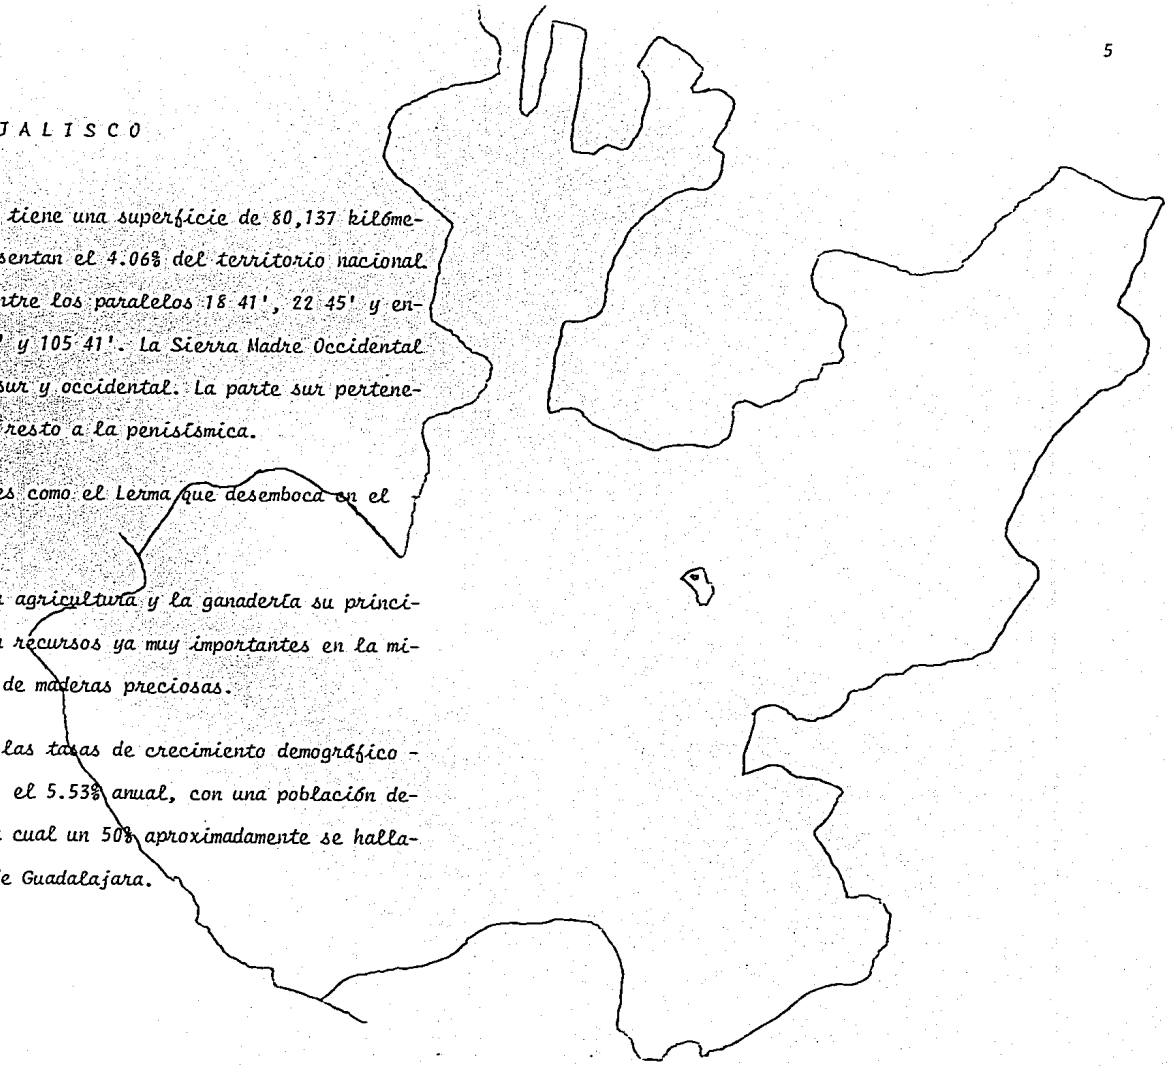 5
JALISCO
tiene una superficie de 80,137 kilóme-
sentan el 4.06% del territorio nacional.
ntre los paralelos 18 41', 22 45' y en-
' y 105 41'. La Sierra Madre Occidental
sur y occidental. La parte sur pertene-
resto a la penisísmica.
es como el Lerma que desemboca en el
a agricultura y la ganadería su princi-
n recursos ya muy importantes en la mi-
de maderas preciosas.
las tasas de crecimiento demográfico -
el 5.53% anual, con una población de-
a cual un 50% aproximadamente se halla-
de Guadalajara.